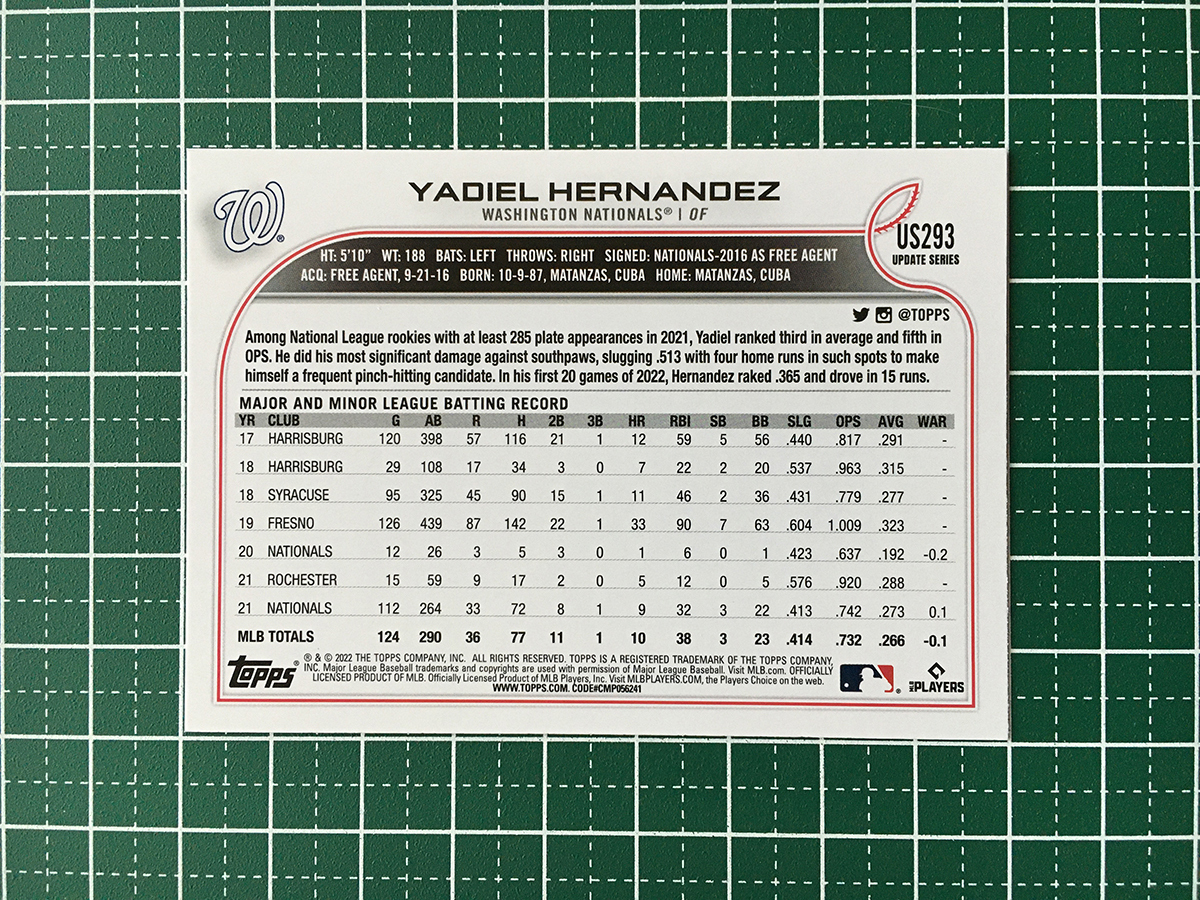 W®
YADIEL HERNANDEZ
WASHINGTON NATIONALS® | OF
US293
UPDATE SERIES
HT: 5'10" WT: 188 BATS: LEFT THROWS: RIGHT SIGNED: NATIONALS-2016 AS FREE AGENT
ACQ: FREE AGENT, 9-21-16 BORN: 10-9-87, MATANZAS, CUBA HOME: MATANZAS, CUBA
@TOPPS
Among National League rookies with at least 285 plate appearances in 2021, Yadiel ranked third in average and fifth in
OPS. He did his most significant damage against southpaws, slugging .513 with four home runs in such spots to make
himself a frequent pinch-hitting candidate. In his first 20 games of 2022, Hernandez raked .365 and drove in 15 runs.
MAJOR AND MINOR LEAGUE BATTING RECORD
YR CLUB G AB R H 2B 3B HR RBI SB BB SLG OPS AVG WAR
17 HARRISBURG 120 398 57 116 21 1 12 59 5 56 .440 .817 .291 -
18 HARRISBURG 29 108 17 34 3 0 7 22 2 20 .537 .963 .315 -
18 SYRACUSE 95 325 45 90 15 1 11 46 2 36 .431 .779 .277 -
19 FRESNO 126 439 87 142 22 1 33 90 7 63 .604 1.009 .323 -
20 NATIONALS 12 26 3 5 3 0 1 6 0 1 .423 .637 .192 -0.2
21 ROCHESTER 15 59 9 17 2 0 5 12 0 5 .576 .920 .288 -
21 NATIONALS 112 264 33 72 8 1 9 32 3 22 .413 .742 .273 0.1
MLB TOTALS 124 290 36 77 11 1 10 38 3 23 .414 .732 .266 -0.1
topps®
® & © 2022 THE TOPPS COMPANY, INC. ALL RIGHTS RESERVED. TOPPS IS A REGISTERED TRADEMARK OF THE TOPPS COMPANY,
INC. Major League Baseball trademarks and copyrights are used with permission of Major League Baseball. Visit MLB.com. OFFICIALLY
LICENSED PRODUCT OF MLB. Officially Licensed Product of MLB Players, Inc. Visit MLBPLAYERS.COM, the Players Choice on the web.
WWW.TOPPS.COM. CODE#CMP056241
MLB PLAYERS